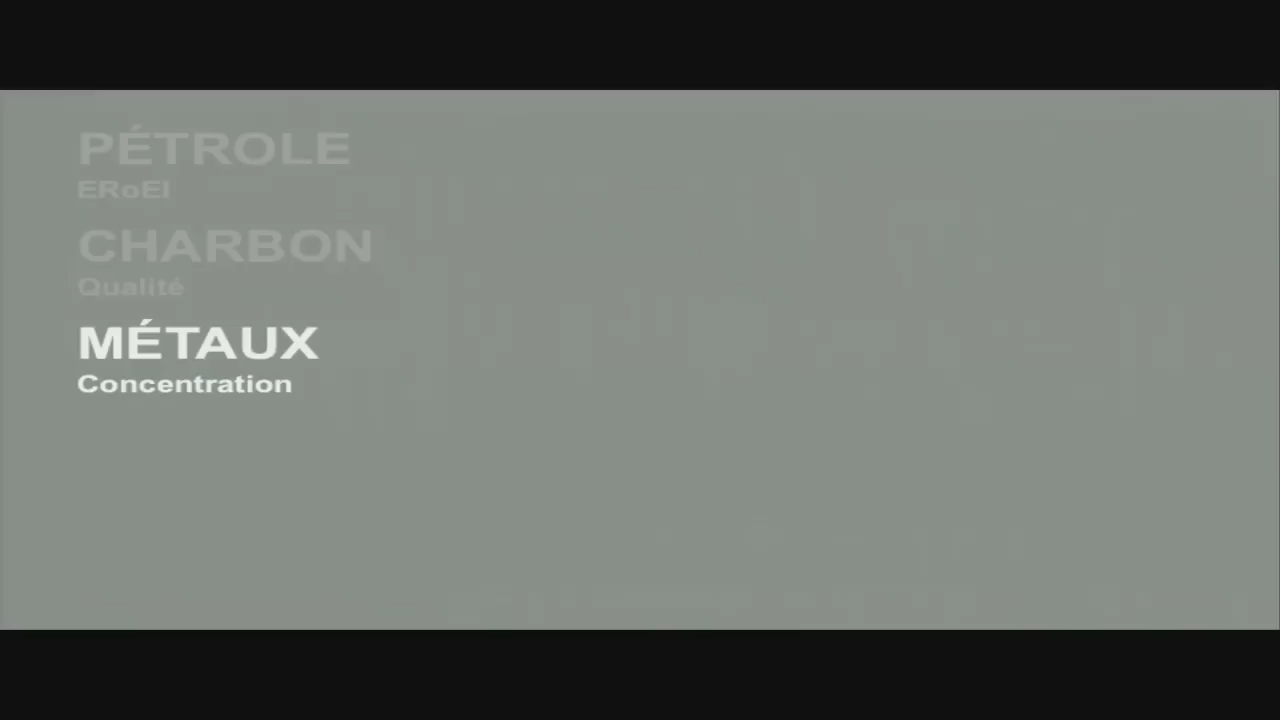 PÉTROLE
ERoEI
CHARBON
Qualité
MÉTAUX
Concentration